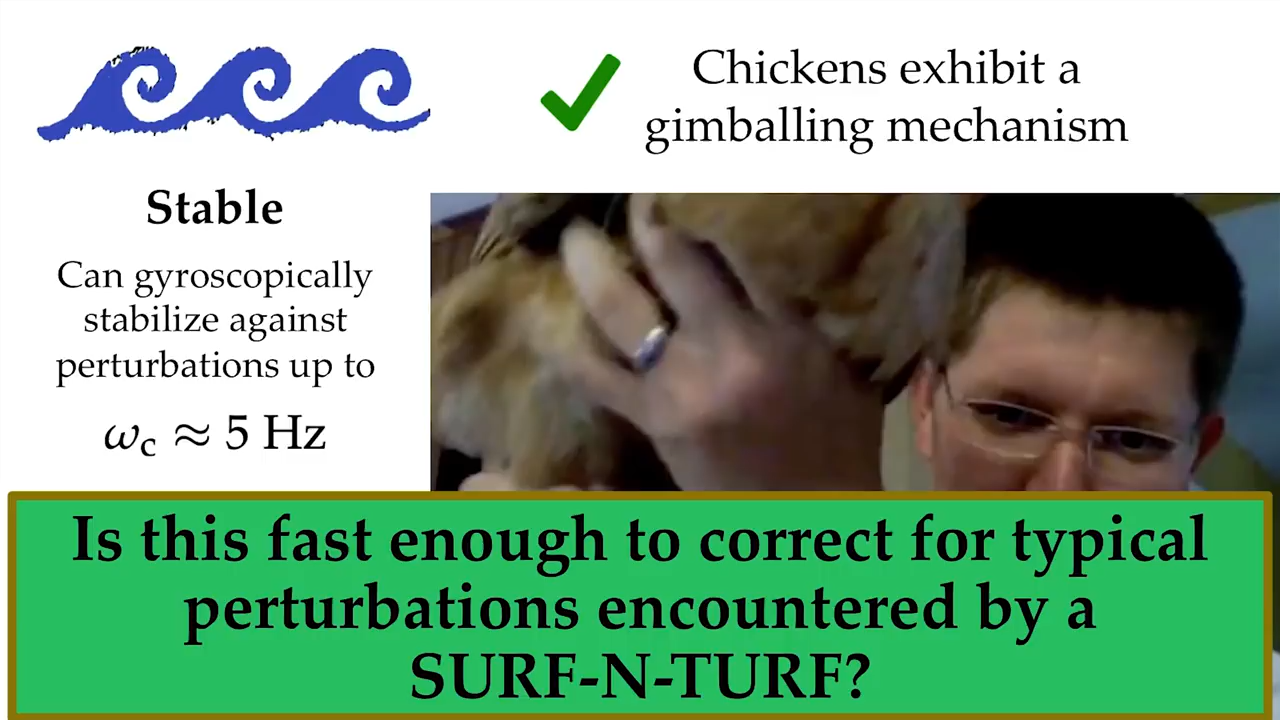 Chickens exhibit a
gimballing mechanism
Stable
Can gyroscopically
stabilize against
perturbations up to
ω_c ≈ 5 Hz
Is this fast enough to correct for typical
perturbations encountered by a
SURF-N-TURF?